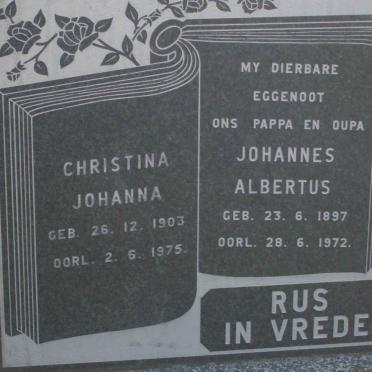 CHRISTINA
JOHANNA
GEB. 26. 12. 1903
OORL. 2. 6. 1975.
MY DIERBARE
EGGENOOT
ONS PAPPA EN OUPA
JOHANNES
ALBERTUS
GEB. 23. 6. 1897
OORL. 28. 6. 1972.
RUS
IN VREDE